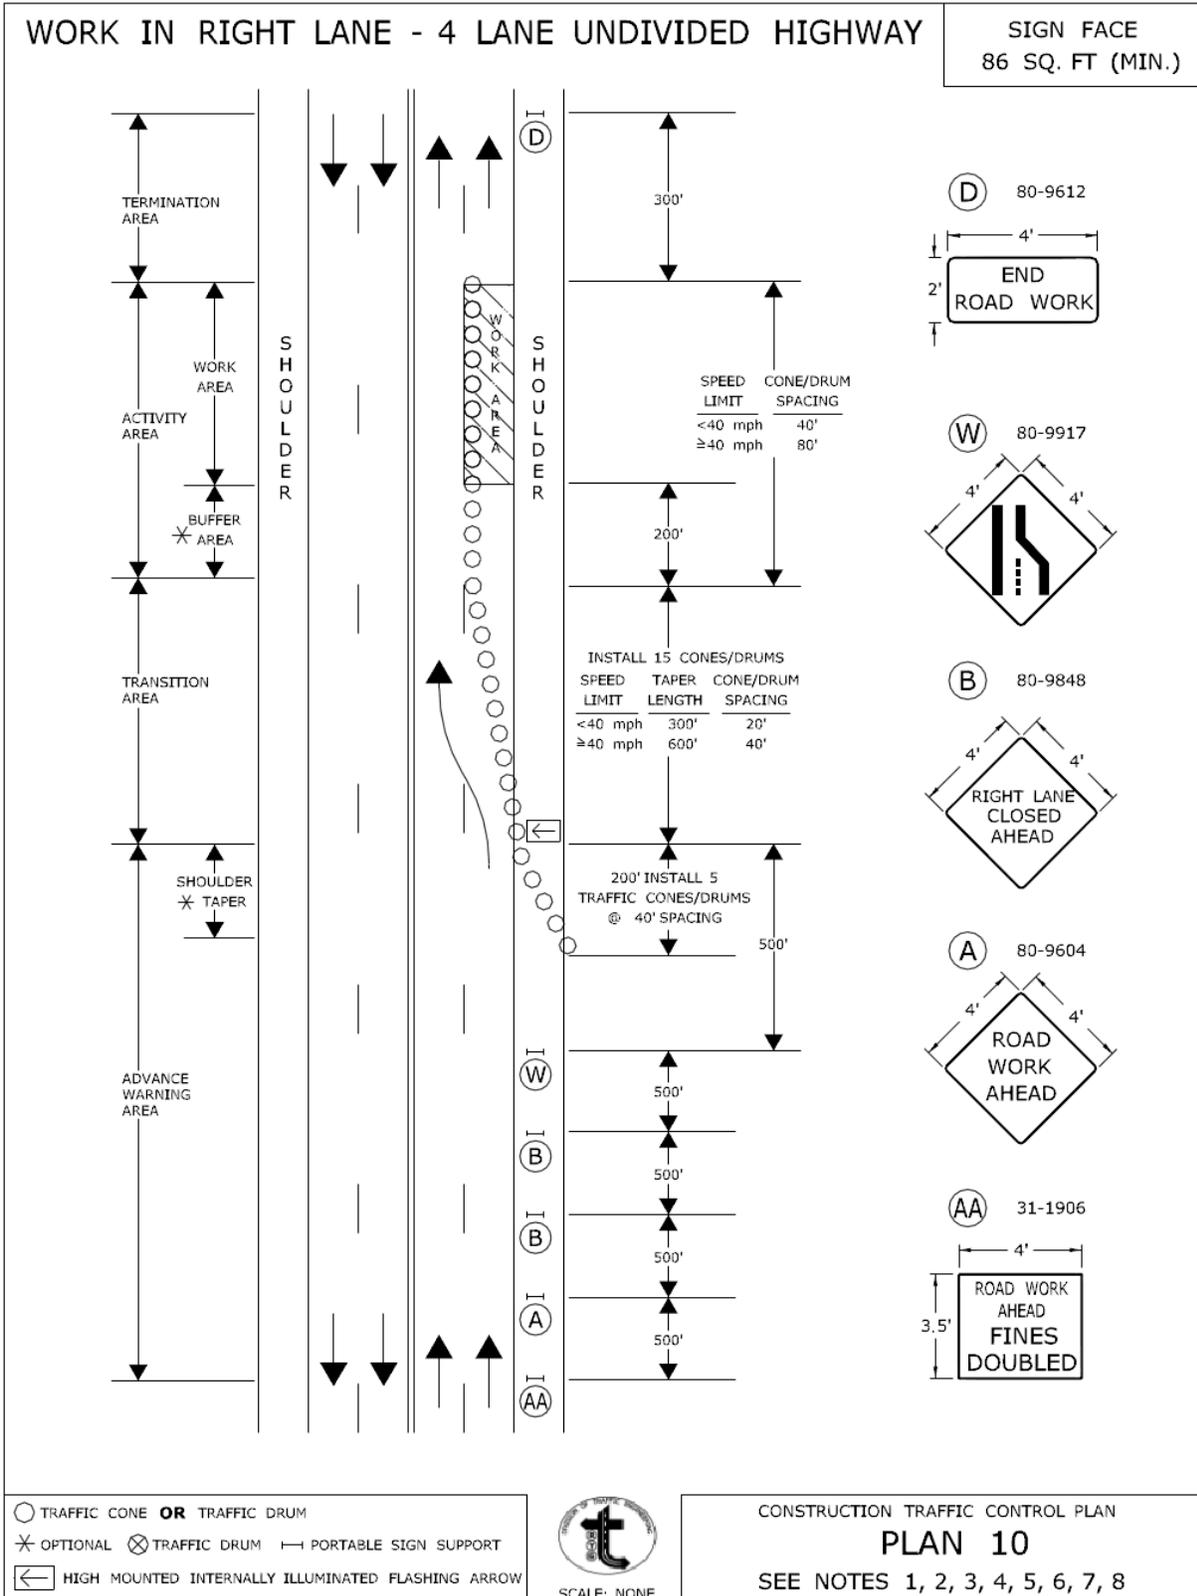 WORK IN RIGHT LANE - 4 LANE UNDIVIDED HIGHWAY
SIGN FACE
86 SQ. FT (MIN.)
D
300'
TERMINATION
AREA
WORK
AREA
ACTIVITY
AREA
BUFFER
AREA
SHOULDER
WORK AREA
SHOULDER
SPEED LIMIT CONE/DRUM SPACING
<40 mph 40'
≥40 mph 80'
200'
TRANSITION
AREA
INSTALL 15 CONES/DRUMS
SPEED TAPER CONE/DRUM
LIMIT LENGTH SPACING
<40 mph 300' 20'
≥40 mph 600' 40'
SHOULDER
TAPER
200' INSTALL 5
TRAFFIC CONES/DRUMS
@ 40' SPACING
500'
ADVANCE
WARNING
AREA
W
500'
B
500'
B
500'
A
500'
AA
D 80-9612
4'
2'
END
ROAD WORK
W 80-9917
4' 4'
B 80-9848
4' 4'
RIGHT LANE
CLOSED
AHEAD
A 80-9604
4' 4'
ROAD
WORK
AHEAD
AA 31-1906
4'
3.5'
ROAD WORK
AHEAD
FINES
DOUBLED
TRAFFIC CONE OR TRAFFIC DRUM
OPTIONAL TRAFFIC DRUM PORTABLE SIGN SUPPORT
HIGH MOUNTED INTERNALLY ILLUMINATED FLASHING ARROW
SCALE: NONE
CONSTRUCTION TRAFFIC CONTROL PLAN
PLAN 10
SEE NOTES 1, 2, 3, 4, 5, 6, 7, 8